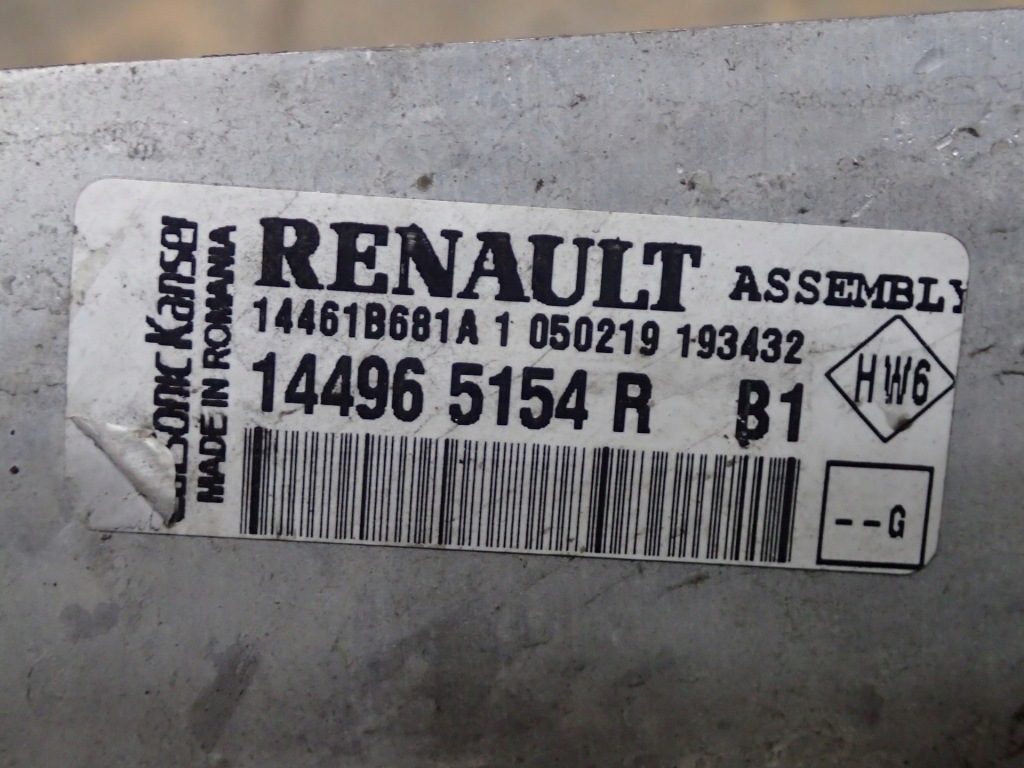 RENAULT ASSEMBLY
14461B681A 1 050219 193432
14496 5154 R B1
HW6
--G
MADE IN ROMANIA